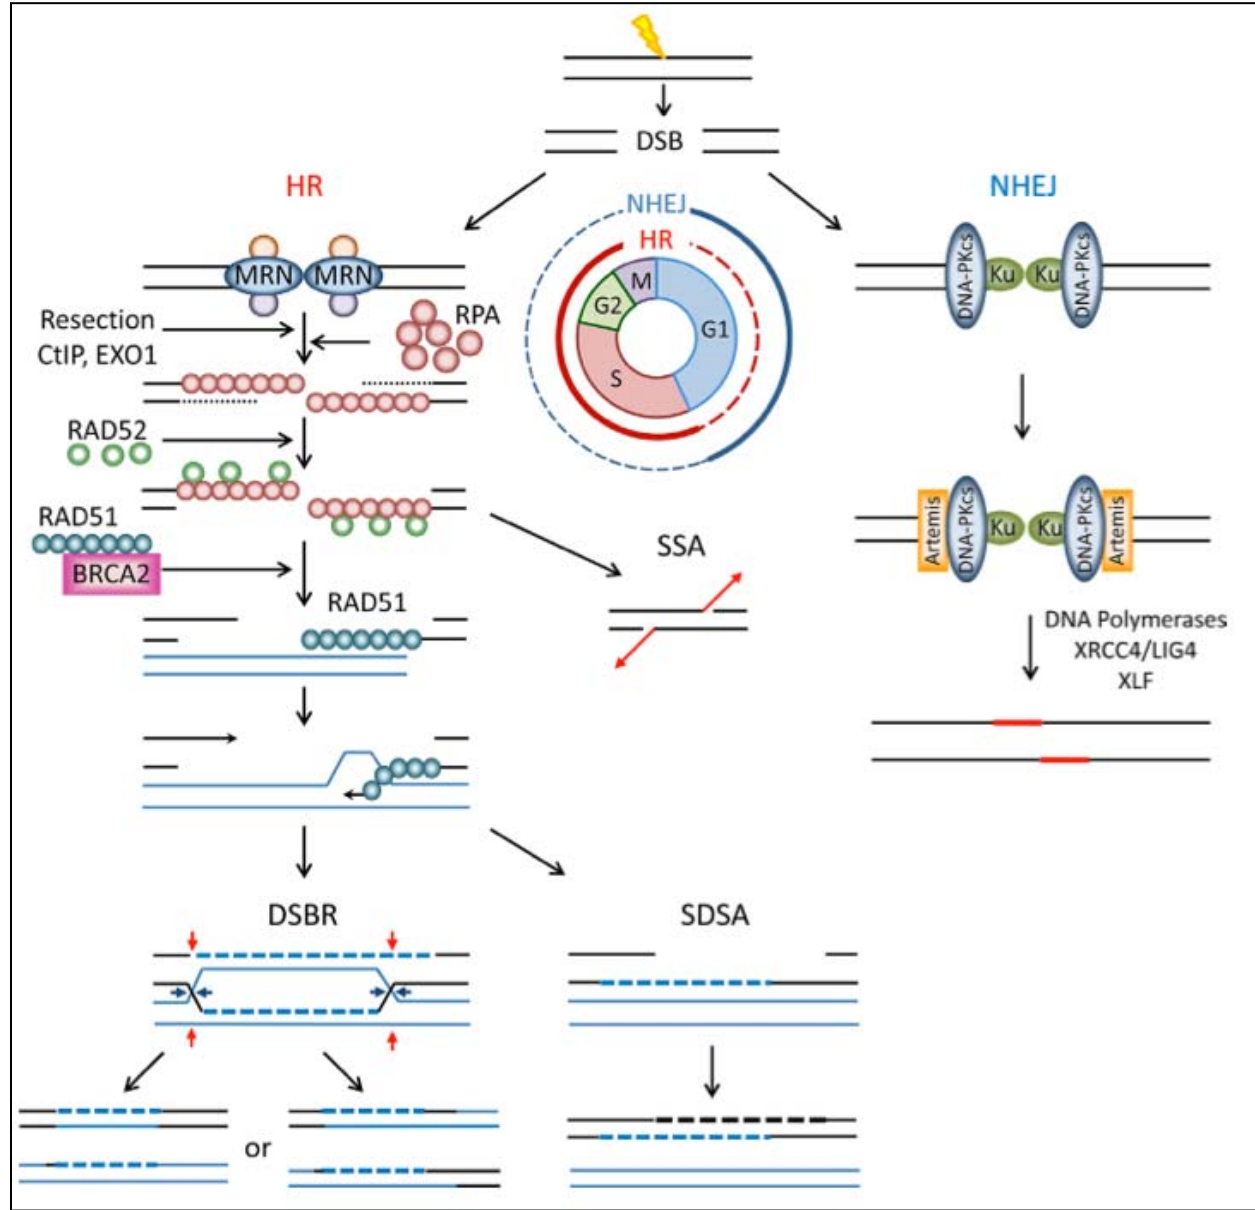 DSB
HR
NHEJ
NHEJ
HR
MRN
MRN
M
G2
G1
S
DNA-PKcs
Ku
Ku
DNA-PKcs
Resection
CtIP, EXO1
RPA
RAD52
RAD51
BRCA2
RAD51
SSA
Artemis
DNA-PKcs
Ku
Ku
DNA-PKcs
Artemis
DNA Polymerases
XRCC4/LIG4
XLF
DSBR
SDSA
or